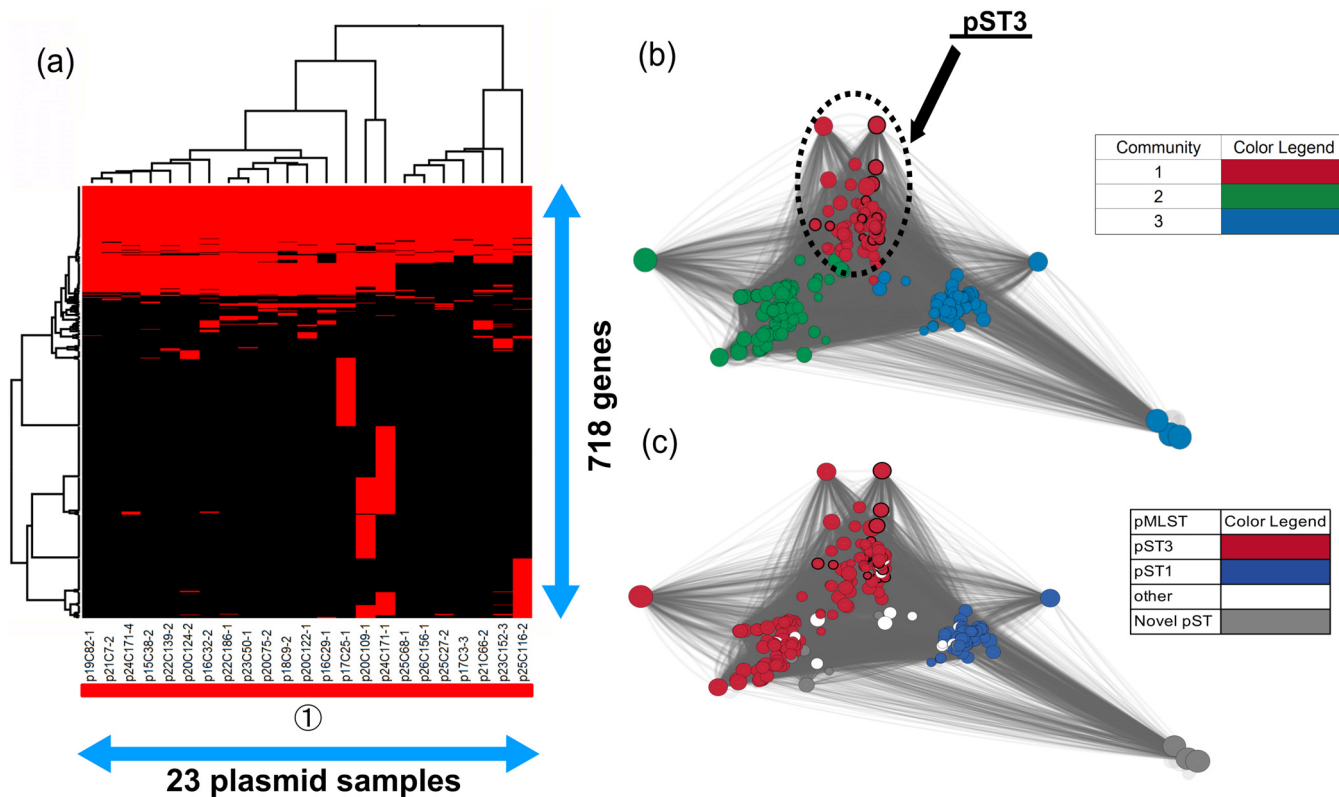 (a)
p19C82-1
p21C7-2
p24C171-4
p15C38-2
p22C139-2
p20C124-2
p16C32-2
p22C186-1
p23C50-1
p20C75-2
p18C9-2
p20C122-1
p16C29-1
p17C25-1
p20C109-1
p24C171-1
p25C68-1
p26C156-1
p25C27-2
p17C3-3
p21C66-2
p23C152-3
p25C116-2
①
23 plasmid samples
718 genes
(b)
pST3
Community Color Legend
1
2
3
(c)
pMLST Color Legend
pST3
pST1
other
Novel pST